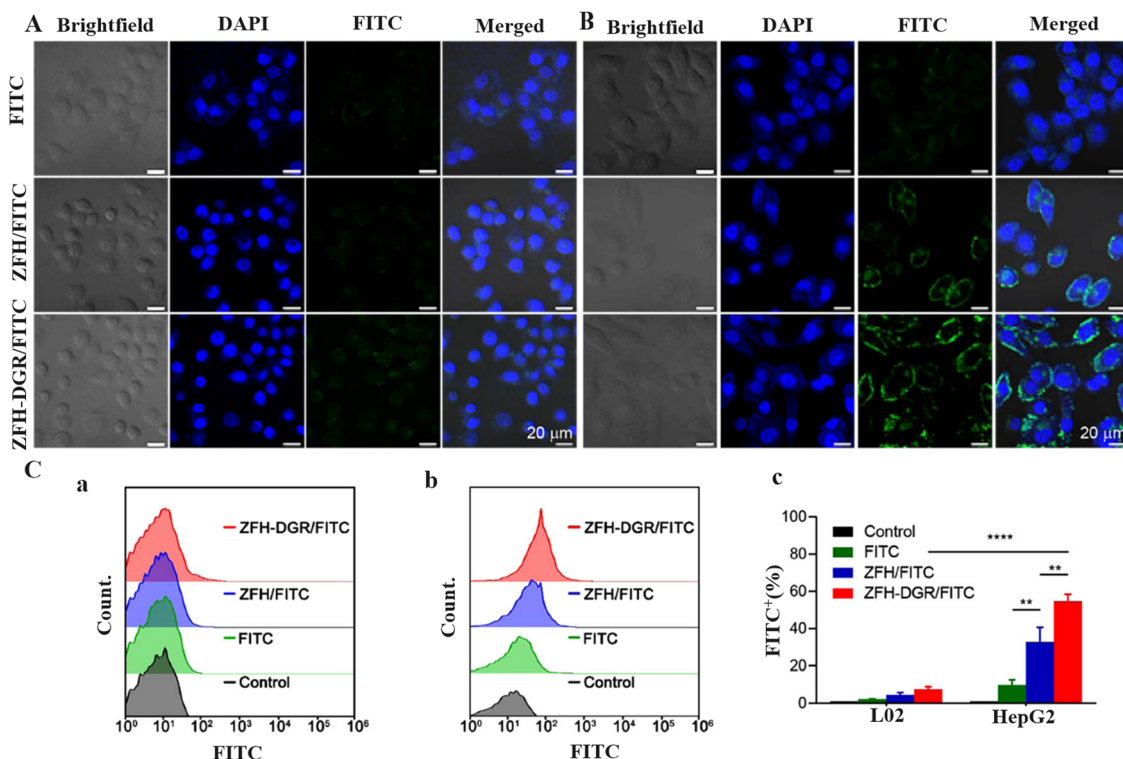 A
Brightfield
DAPI
FITC
Merged
B
Brightfield
DAPI
FITC
Merged
FITC
ZFH/FITC
ZFH-DGR/FITC
20 μm
20 μm
C
a
ZFH-DGR/FITC
ZFH/FITC
FITC
Control
Count.
10⁰ 10¹ 10² 10³ 10⁴ 10⁵ 10⁶
FITC
b
ZFH-DGR/FITC
ZFH/FITC
FITC
Control
Count.
10⁰ 10² 10⁴ 10⁶
FITC
c
Control
FITC
ZFH/FITC
ZFH-DGR/FITC
****
**
**
FITC⁺(%)
100
80
60
40
20
0
L02
HepG2